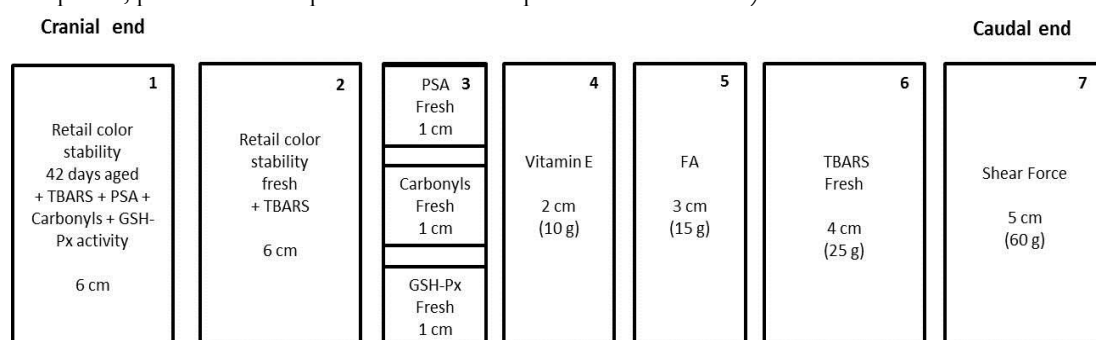 Cranial end
Caudal end
1
Retail color
stability
42 days aged
+ TBARS + PSA +
Carbonyls + GSH-
Px activity
6 cm
2
Retail color
stability
fresh
+ TBARS
6 cm
PSA 3
Fresh
1 cm
Carbonyls
Fresh
1 cm
GSH-Px
Fresh
1 cm
4
Vitamin E
2 cm
(10 g)
5
FA
3 cm
(15 g)
6
TBARS
Fresh
4 cm
(25 g)
7
Shear Force
5 cm
(60 g)